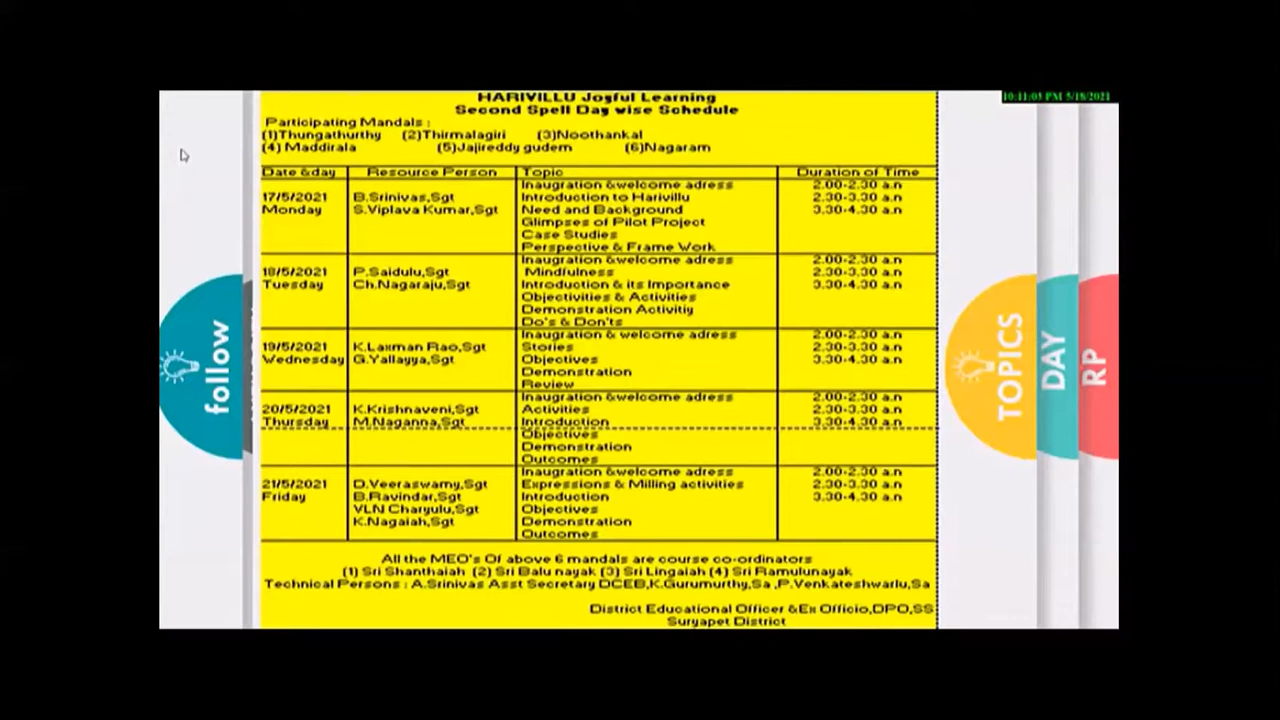 HARIVILLU Joyful Learning
Second Spell Day wise Schedule
10:11:05 PM 5/18/2021
Participating Mandals :
(1)Thungathurthy (2)Thirmalagiri (3)Noothankal
(4) Maddirala (5)Jajireddy gudem (6)Nagaram
Date &day Resource Person Topic Duration of Time
Inaugration &welcome adress 2.00-2.30 a.n
17/5/2021 B.Srinivas,Sgt Introduction to Harivillu 2.30-3.30 a.n
Monday S.Viplava Kumar,Sgt Need and Background 3.30-4.30 a.n
Glimpses of Pilot Project
Case Studies
Perspective & Frame Work
Inaugration &welcome adress 2.00-2.30 a.n
18/5/2021 P.Saidulu,Sgt Mindfulness 2.30-3.30 a.n
Tuesday Ch.Nagaraju,Sgt Introduction & its Importance 3.30-4.30 a.n
Objectivities & Activities
Demonstration Activitiy
Do's & Don'ts
Inaugration & welcome adress 2.00-2.30 a.n
19/5/2021 K.Laxman Rao,Sgt Stories 2.30-3.30 a.n
Wednesday G.Yallayya,Sgt Objectives 3.30-4.30 a.n
Demonstration
Review
Inaugration &welcome adress 2.00-2.30 a.n
20/5/2021 K.Krishnaveni,Sgt Activities 2.30-3.30 a.n
Thursday M.Naganna,Sgt Introduction 3.30-4.30 a.n
Objectives
Demonstration
Outcomes
Inaugration &welcome adress 2.00-2.30 a.n
21/5/2021 D.Veeraswamy,Sgt Expressions & Milling activities 2.30-3.30 a.n
Friday B.Ravindar,Sgt Introduction 3.30-4.30 a.n
VLN Charyulu,Sgt Objectives
K.Nagaiah,Sgt Demonstration
Outcomes
All the MEO's Of above 6 mandals are course co-ordinators
(1) Sri Shanthaiah (2) Sri Balu nayak (3) Sri Lingaiah (4) Sri Ramulunayak
Technical Persons : A.Srinivas Asst Secretary DCEB,K.Gurumurthy,Sa ,P.Venkateshwarlu,Sa
District Educational Officer &Ex Officio,DPO,SS
Suryapet District
follow
TOPICS
DAY
RP